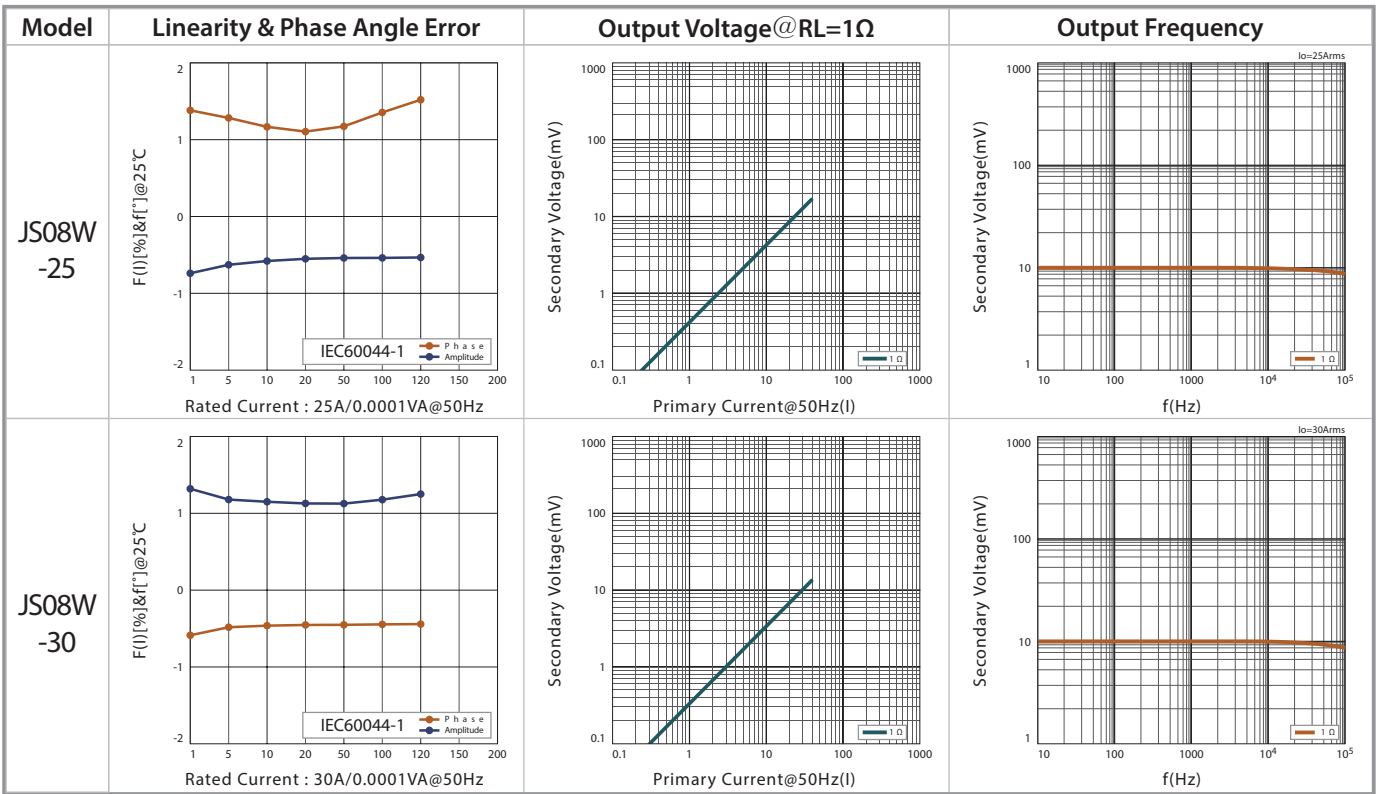 Model
Linearity & Phase Angle Error
Output Voltage@RL=1Ω
Output Frequency
JS08W
-25
2
1
0
-1
-2
F(I)[%]&f[°]@25℃
IEC60044-1
Phase
Amplitude
1 5 10 20 50 100 120 150 200
Rated Current : 25A/0.0001VA@50Hz
1000
100
10
1
0.1
Secondary Voltage(mV)
1 Ω
0.1 1 10 100 1000
Primary Current@50Hz(I)
Io=25Arms
1000
100
10
1
Secondary Voltage(mV)
1 Ω
10 100 1000 10⁴ 10⁵
f(Hz)
JS08W
-30
2
1
0
-1
-2
F(I)[%]&f[°]@25℃
IEC60044-1
Phase
Amplitude
1 5 10 20 50 100 120 150 200
Rated Current : 30A/0.0001VA@50Hz
1000
100
10
1
0.1
Secondary Voltage(mV)
1 Ω
0.1 1 10 100 1000
Primary Current@50Hz(I)
Io=30Arms
1000
100
10
1
Secondary Voltage(mV)
1 Ω
10 100 1000 10⁴ 10⁵
f(Hz)